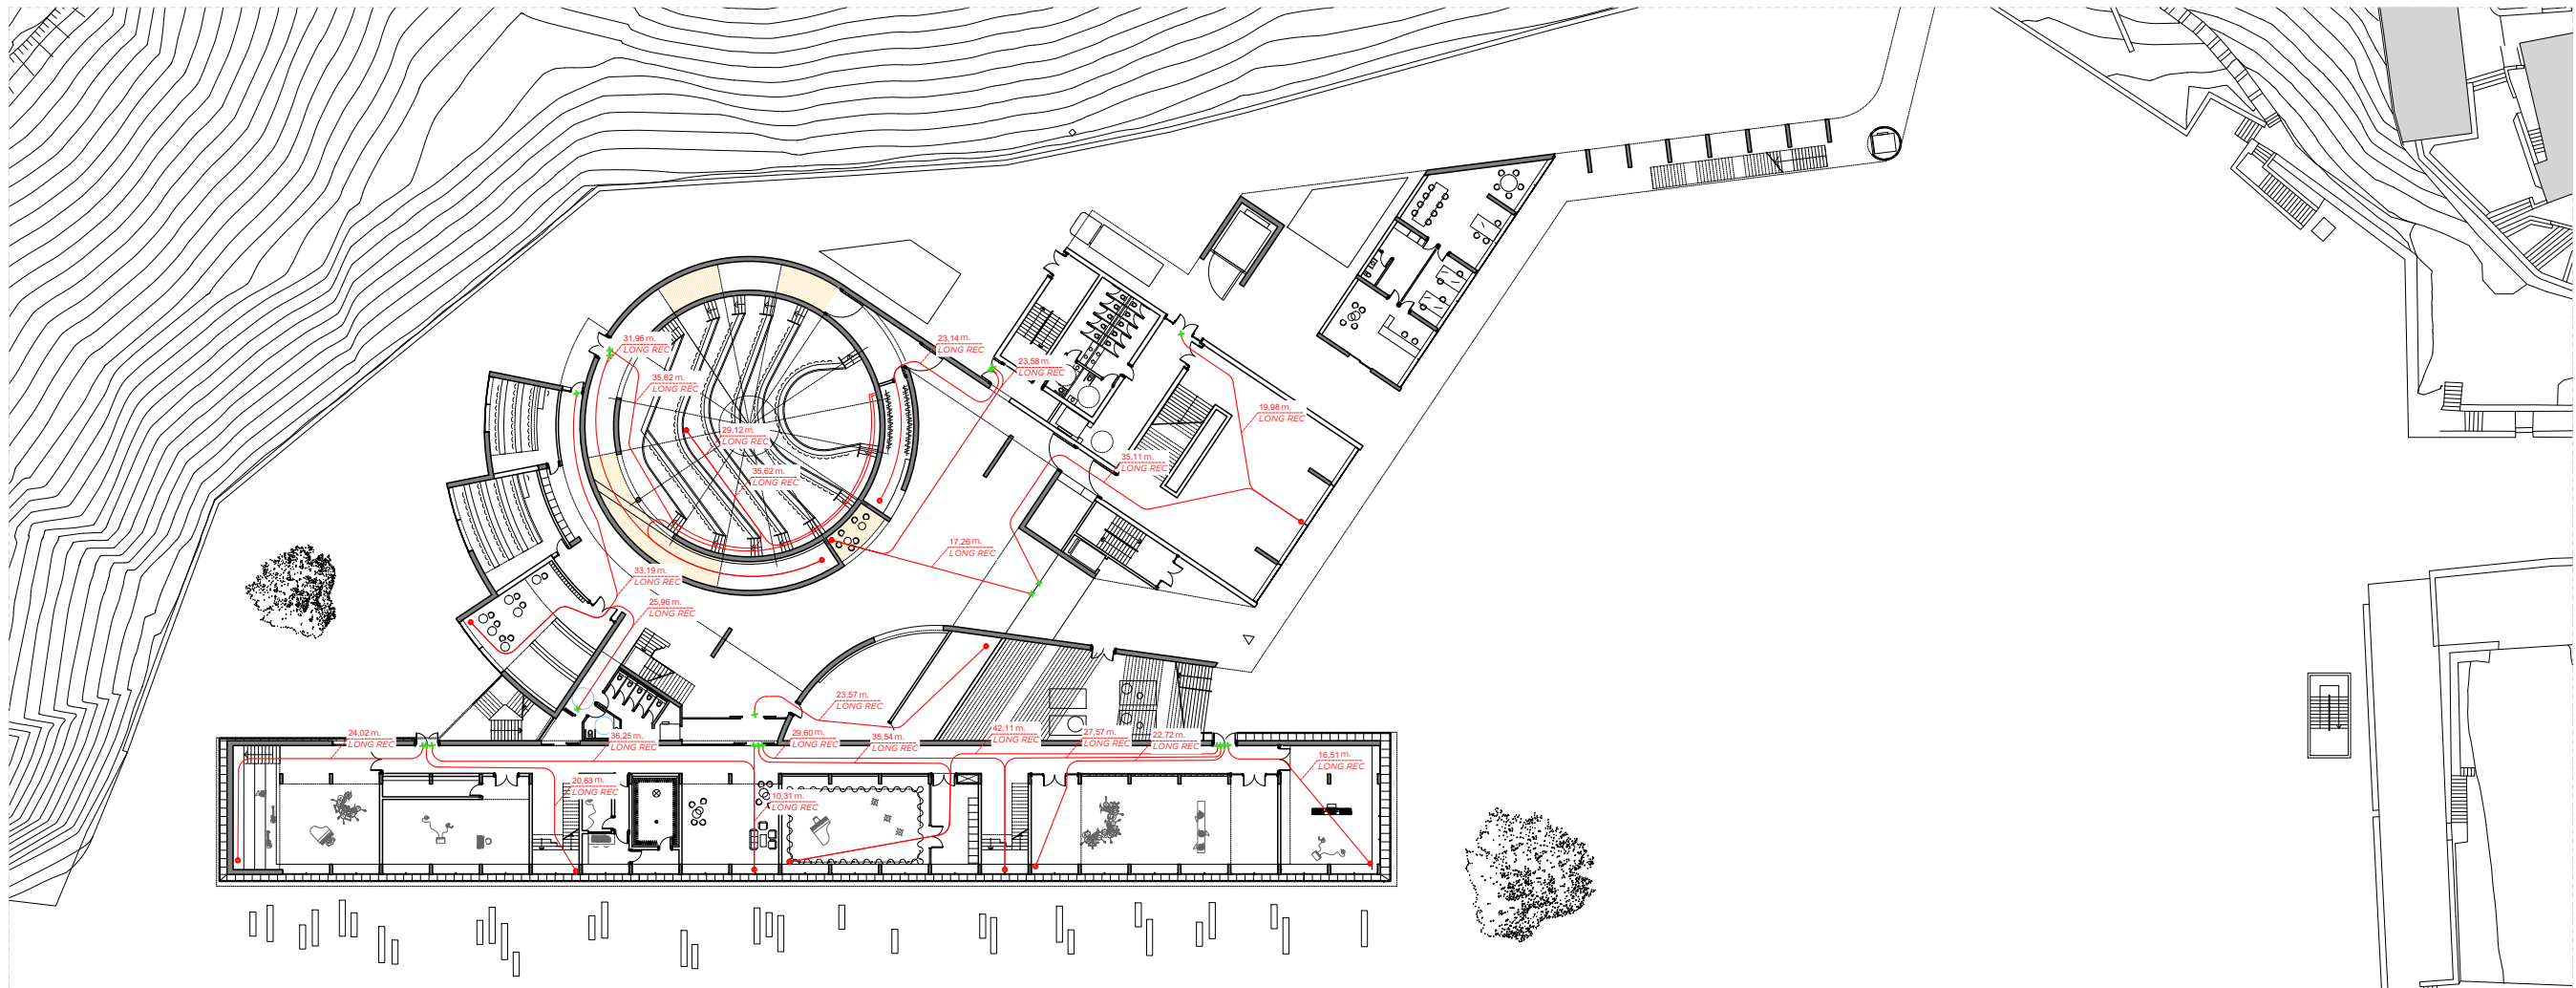 31,96 m.
LONG REC
23,14 m.
LONG REC
23,58 m.
LONG REC
35,62 m.
LONG REC
19,98 m.
LONG REC
29,12 m.
LONG REC
35,11 m.
LONG REC
35,62 m.
LONG REC
17,26 m.
LONG REC
33,19 m.
LONG REC
25,96 m.
LONG REC
23,57 m.
LONG REC
24,02 m.
LONG REC
36,25 m.
LONG REC
29,60 m.
LONG REC
35,54 m.
LONG REC
42,11 m.
LONG REC
27,57 m.
LONG REC
22,72 m.
LONG REC
16,51 m.
LONG REC
20,63 m.
LONG REC
10,31 m.
LONG REC